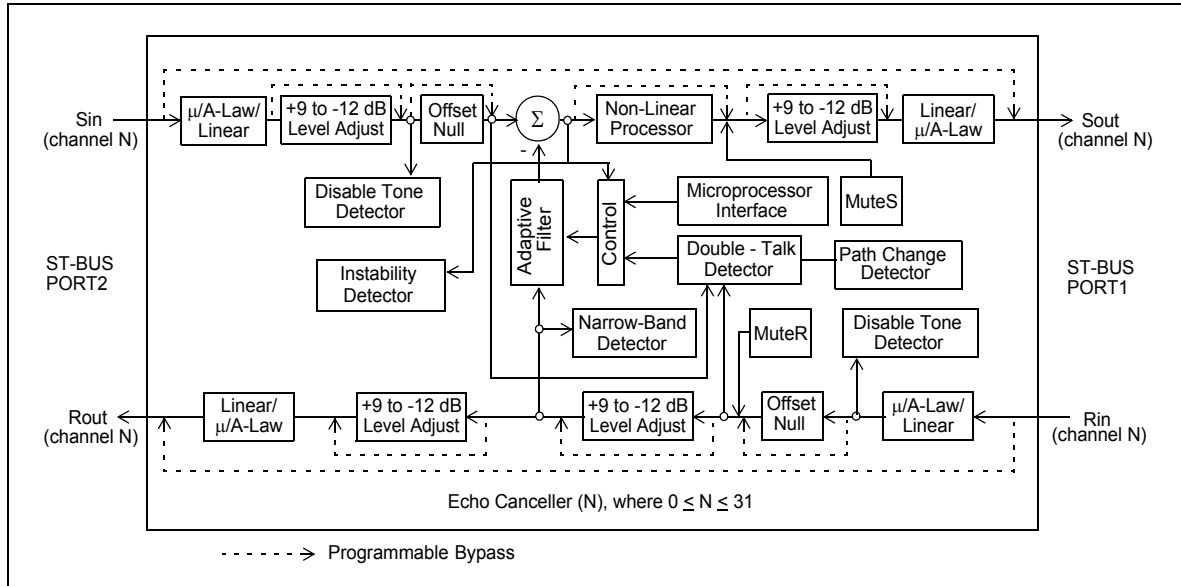 μ/A-Law/
Linear
+9 to -12 dB
Level Adjust
Offset
Null
Σ
-
Non-Linear
Processor
+9 to -12 dB
Level Adjust
Linear/
μ/A-Law
Sin
(channel N)
Sout
(channel N)
Disable Tone
Detector
Adaptive
Filter
Control
Microprocessor
Interface
MuteS
ST-BUS
PORT2
Instability
Detector
Double - Talk
Detector
Path Change
Detector
ST-BUS
PORT1
Narrow-Band
Detector
MuteR
Disable Tone
Detector
Rout
(channel N)
Linear/
μ/A-Law
+9 to -12 dB
Level Adjust
+9 to -12 dB
Level Adjust
Offset
Null
μ/A-Law/
Linear
Rin
(channel N)
Echo Canceller (N), where 0 ≤ N ≤ 31
Programmable Bypass